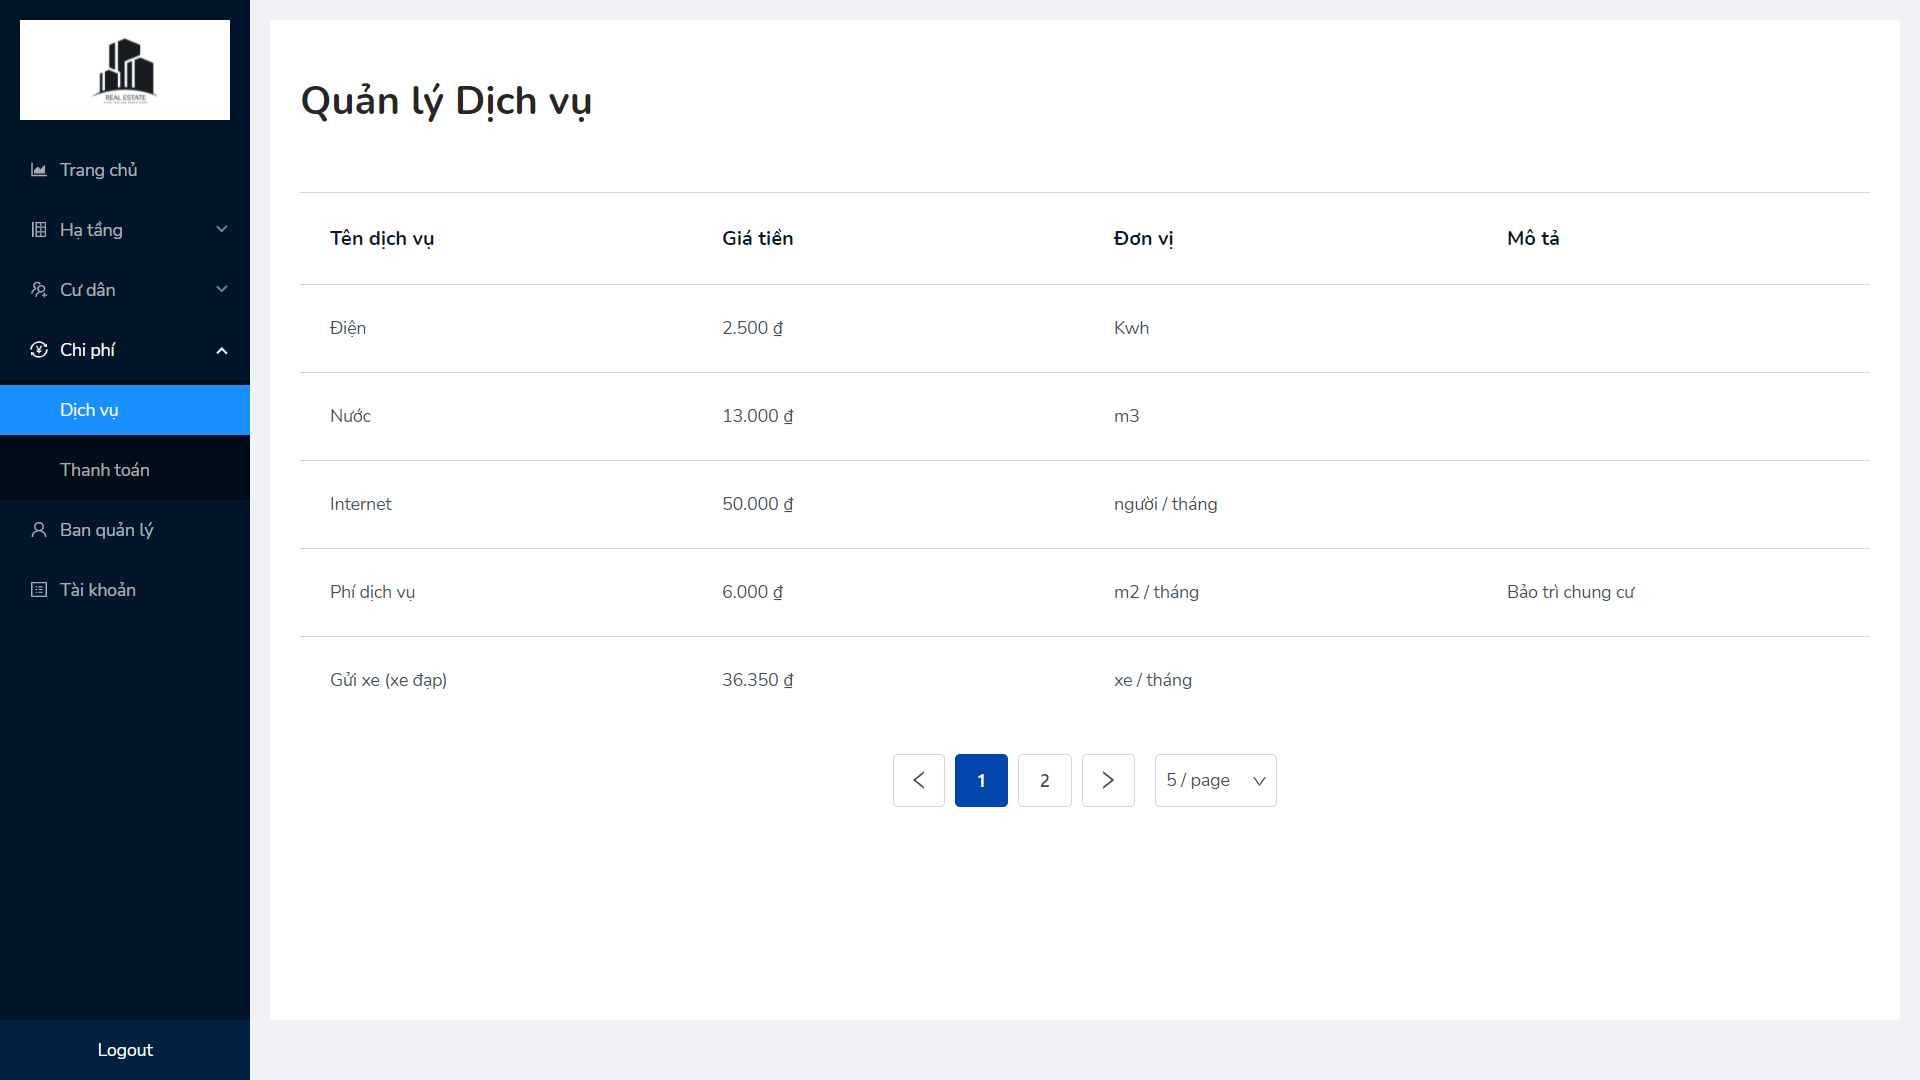 REAL ESTATE
Trang chủ
Hạ tầng
Cư dân
Chi phí
Dịch vụ
Thanh toán
Ban quản lý
Tài khoản
Logout
Quản lý Dịch vụ
Tên dịch vụ Giá tiền Đơn vị Mô tả
Điện 2.500 ₫ Kwh
Nước 13.000 ₫ m3
Internet 50.000 ₫ người / tháng
Phí dịch vụ 6.000 ₫ m2 / tháng Bảo trì chung cư
Gửi xe (xe đạp) 36.350 ₫ xe / tháng
1 2 5 / page